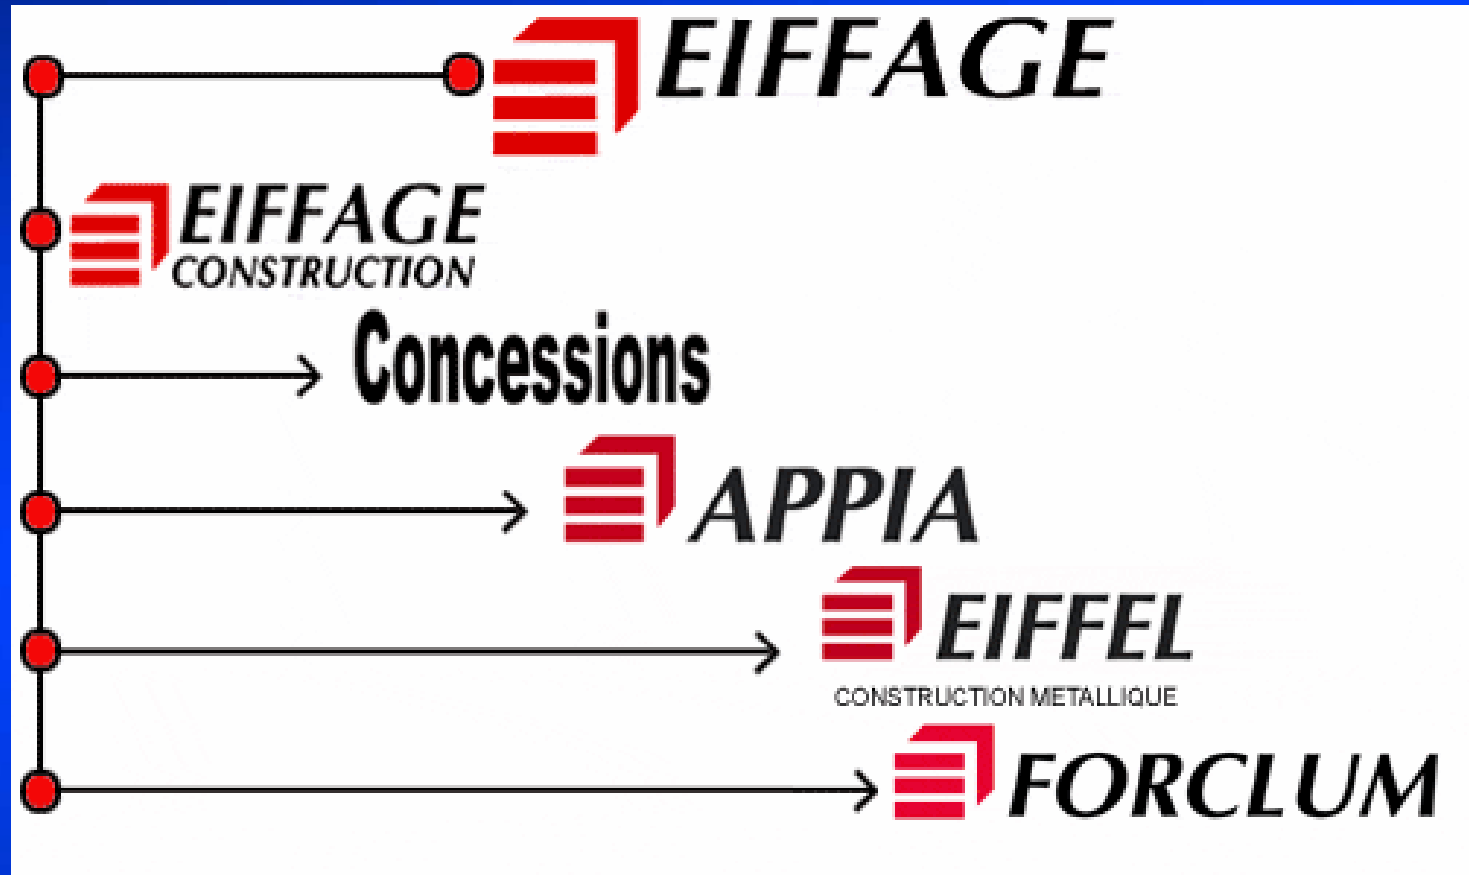 EIFFAGE
EIFFAGE
CONSTRUCTION
Concessions
APPIA
EIFFEL
CONSTRUCTION METALLIQUE
FORCLUM